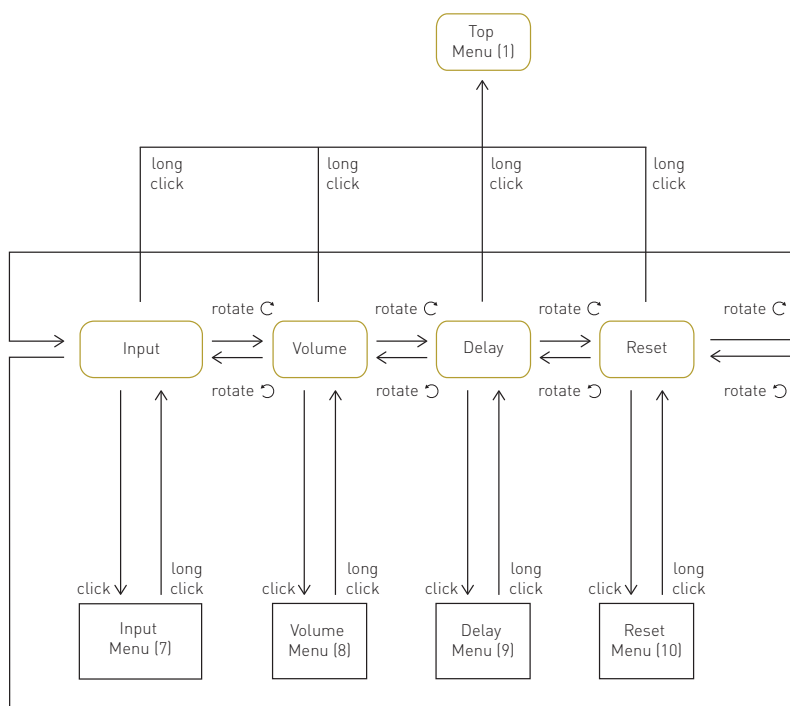 Top
Menu (1)
long
click
long
click
long
click
long
click
rotate
rotate
rotate
rotate
Input
Volume
Delay
Reset
rotate
rotate
rotate
rotate
click
long
click
click
long
click
click
long
click
click
long
click
Input
Menu (7)
Volume
Menu (8)
Delay
Menu (9)
Reset
Menu (10)